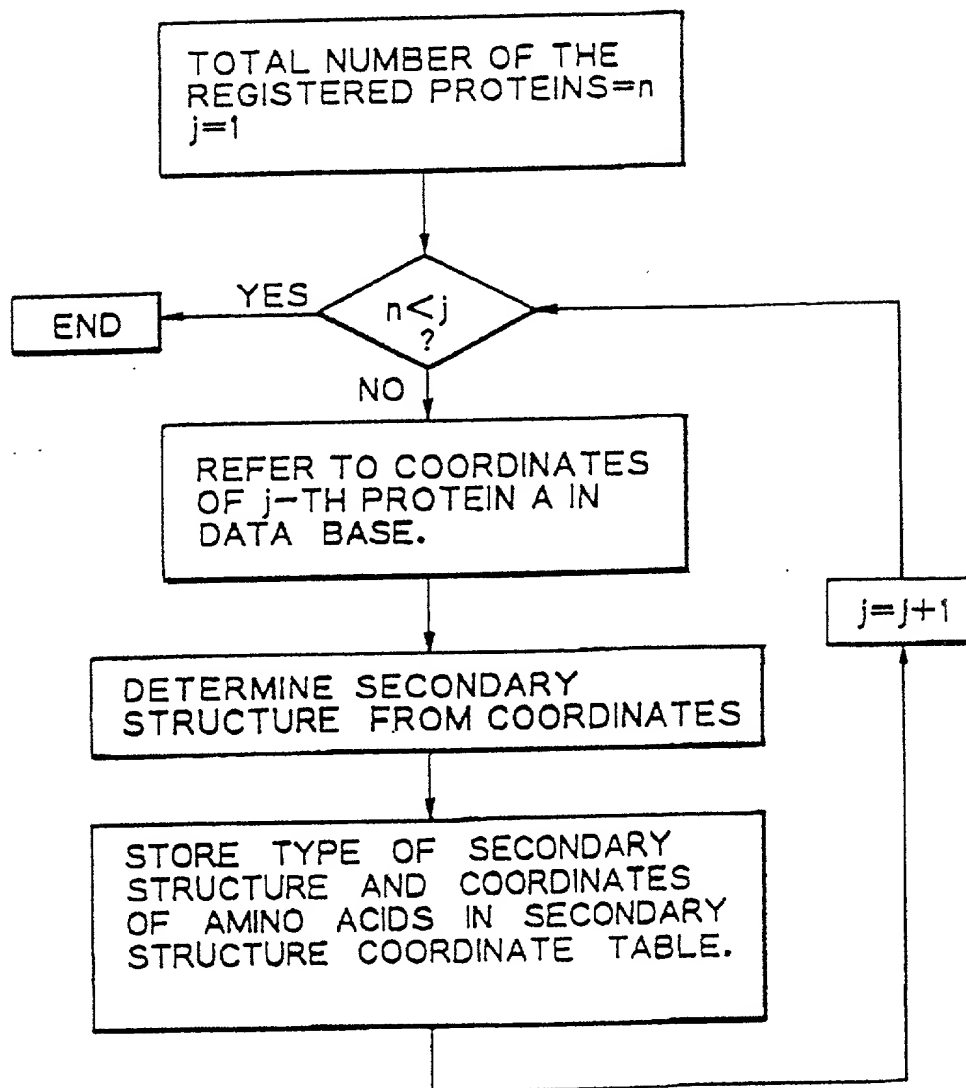 TOTAL NUMBER OF THE
REGISTERED PROTEINS=n
j=1
n<j
?
YES
END
NO
REFER TO COORDINATES
OF j-TH PROTEIN A IN
DATA BASE.
j=j+1
DETERMINE SECONDARY
STRUCTURE FROM COORDINATES
STORE TYPE OF SECONDARY
STRUCTURE AND COORDINATES
OF AMINO ACIDS IN SECONDARY
STRUCTURE COORDINATE TABLE.